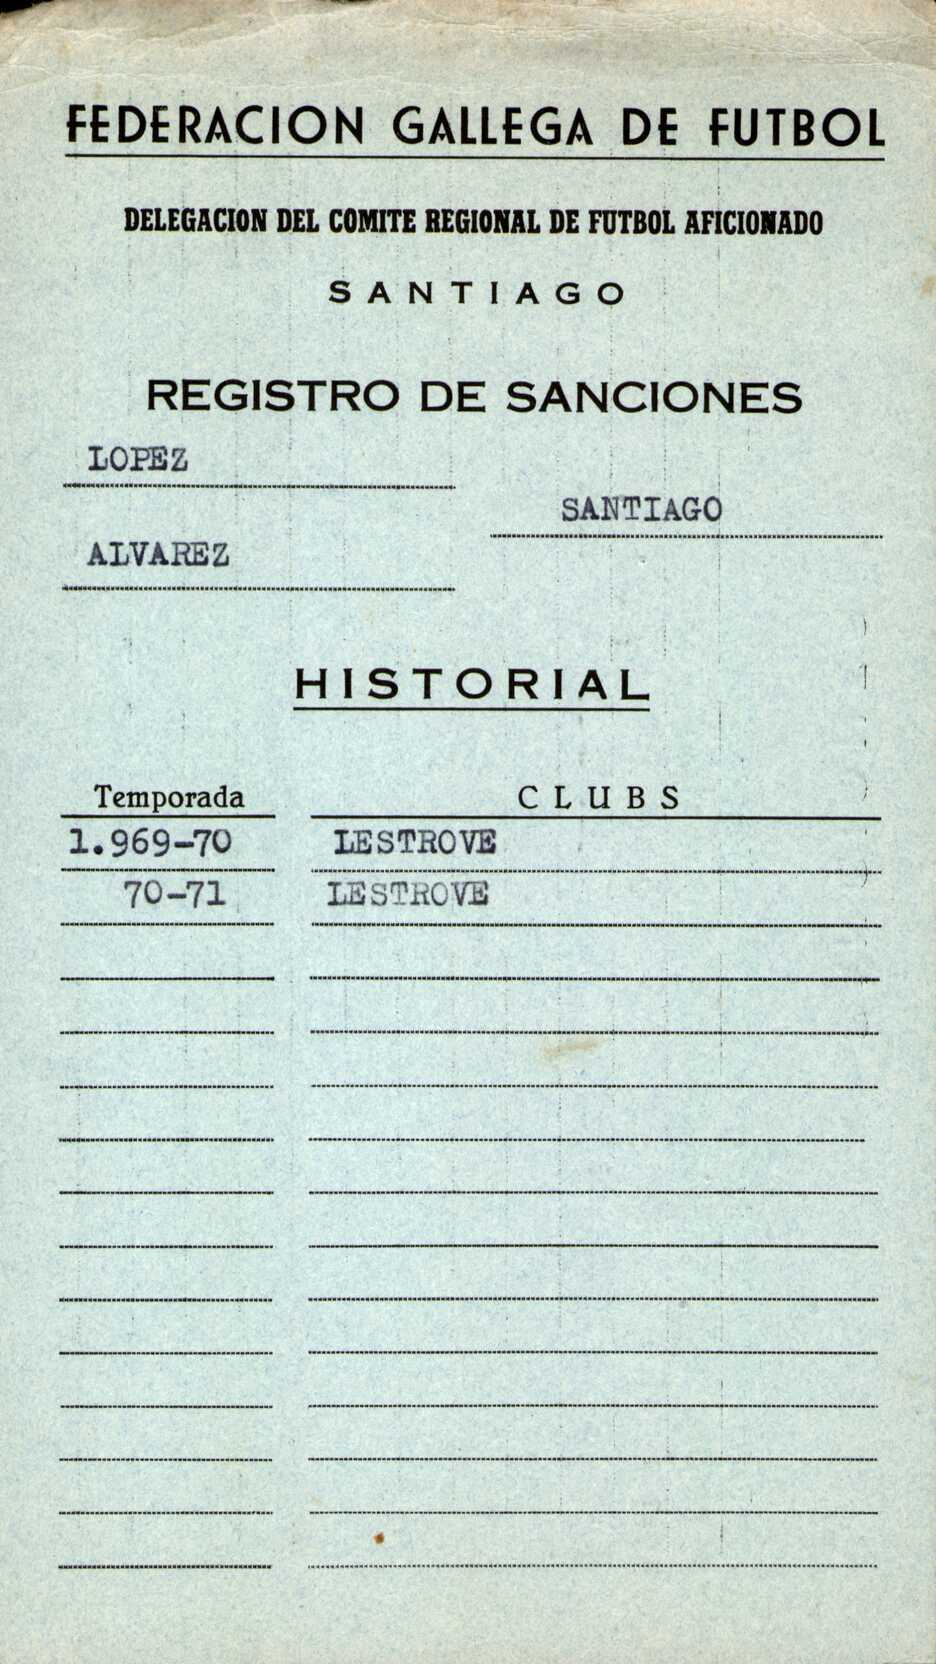 FEDERACION GALLEGA DE FUTBOL
DELEGACION DEL COMITE REGIONAL DE FUTBOL AFICIONADO
SANTIAGO
REGISTRO DE SANCIONES
LOPEZ
SANTIAGO
ALVAREZ
HISTORIAL
Temporada CLUBS
1.969-70 LESTROVE
70-71 LESTROVE